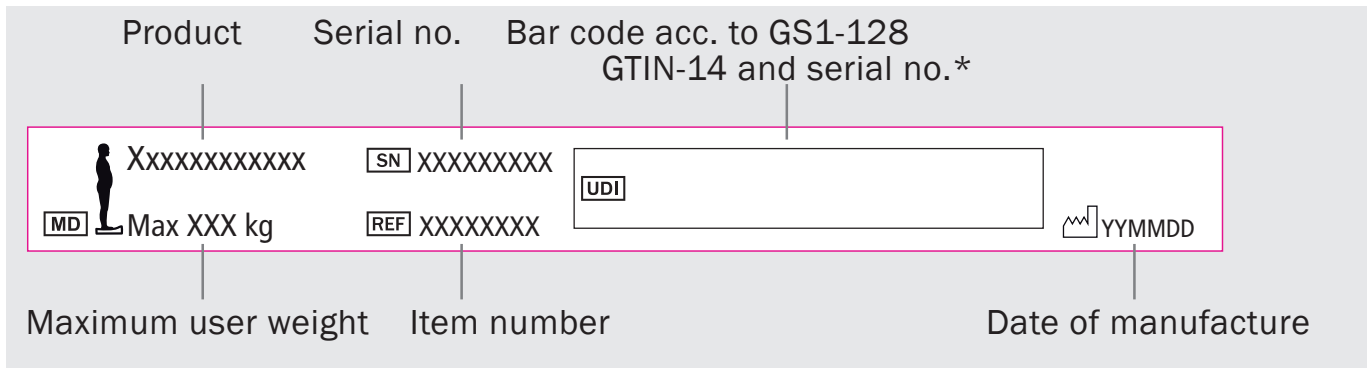 Product Serial no. Bar code acc. to GS1-128
GTIN-14 and serial no.*
Xxxxxxxxxxxx SN XXXXXXXXX
UDI
MD Max XXX kg REF XXXXXXXX YYMMDD
Maximum user weight Item number Date of manufacture